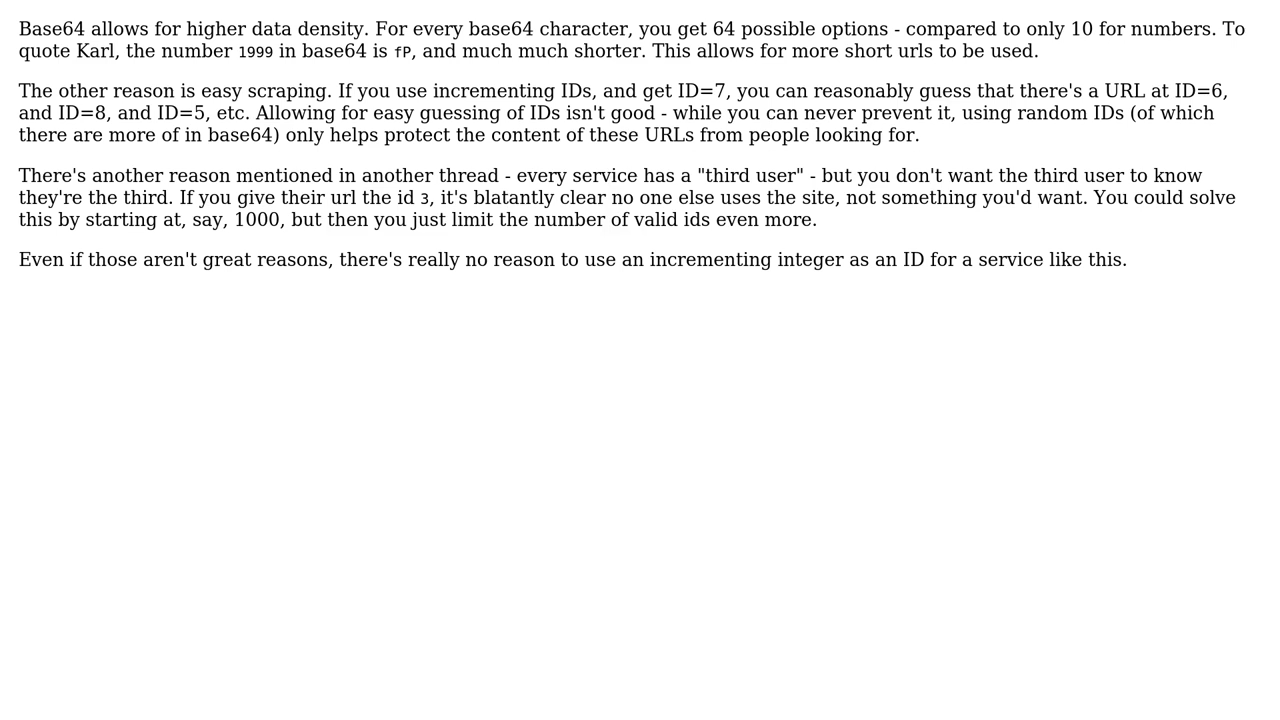 Base64 allows for higher data density. For every base64 character, you get 64 possible options - compared to only 10 for numbers. To
quote Karl, the number 1999 in base64 is fP, and much much shorter. This allows for more short urls to be used.
The other reason is easy scraping. If you use incrementing IDs, and get ID=7, you can reasonably guess that there's a URL at ID=6,
and ID=8, and ID=5, etc. Allowing for easy guessing of IDs isn't good - while you can never prevent it, using random IDs (of which
there are more of in base64) only helps protect the content of these URLs from people looking for.
There's another reason mentioned in another thread - every service has a "third user" - but you don't want the third user to know
they're the third. If you give their url the id 3, it's blatantly clear no one else uses the site, not something you'd want. You could solve
this by starting at, say, 1000, but then you just limit the number of valid ids even more.
Even if those aren't great reasons, there's really no reason to use an incrementing integer as an ID for a service like this.